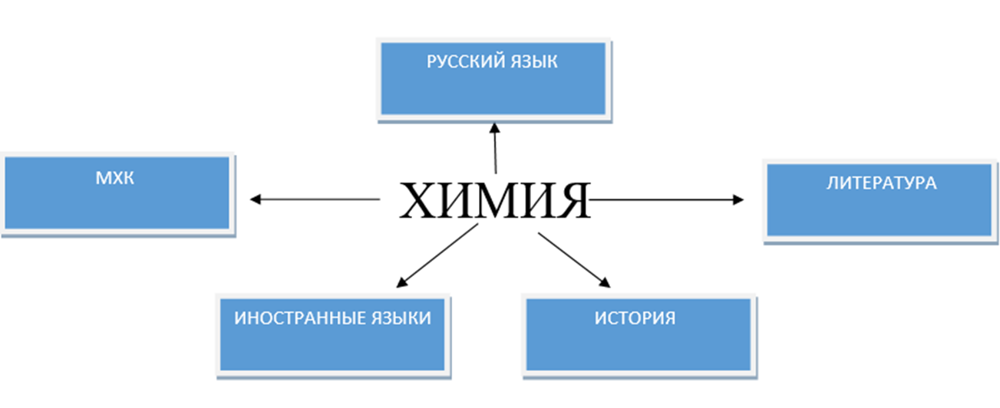 РУССКИЙ ЯЗЫК
МХК
ХИМИЯ
ЛИТЕРАТУРА
ИНОСТРАННЫЕ ЯЗЫКИ
ИСТОРИЯ